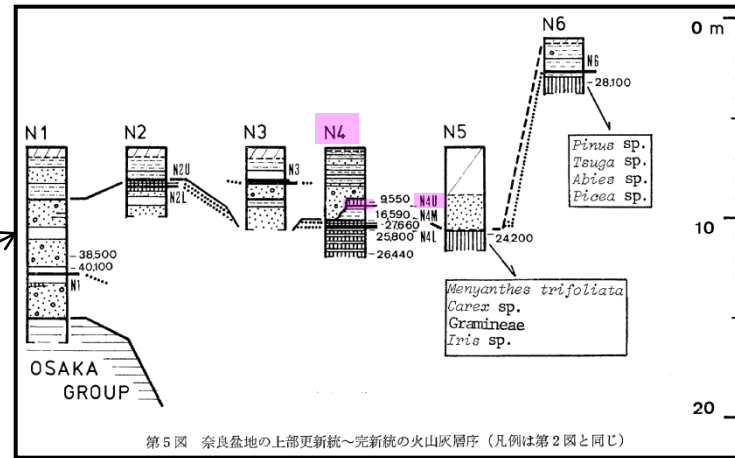 N6
0 m
N6
28,100
N1
N2
N3
N4
N5
Pinus sp.
Tsuga sp.
Abies sp.
Picea sp.
N2U
N2L
N3
9,550
N4U
16,590
N4M
27,660
25,800
N4L
26,440
24,200
10
38,500
40,100
N1
Menyanthes trifoliata
Carex sp.
Gramineae
Iris sp.
OSAKA
GROUP
20
第5図 奈良盆地の上部更新統~完新統の火山灰層序(凡例は第2図と同じ)